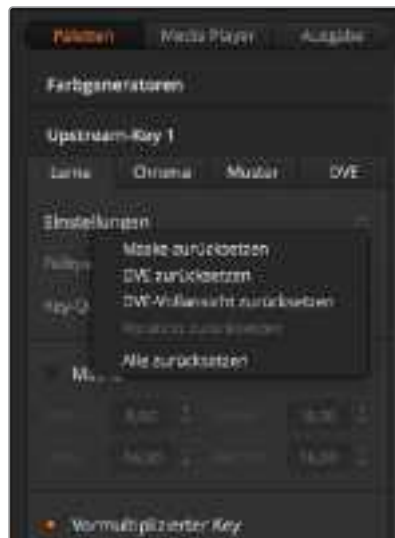 Paletten Media Player Ausgabe
Farbgeneratoren
Upstream-Key 1
Luma Chroma Muster DVE
Einstellungen
Maske zurücksetzen
DVE zurücksetzen
DVE-Vollansicht zurücksetzen
zurücksetzen
Alle zurücksetzen
Vormultiplizierter Key